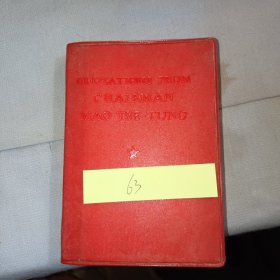 QUOTATIONS FROM
CHAIRMAN
MAO TSE-TUNG
63